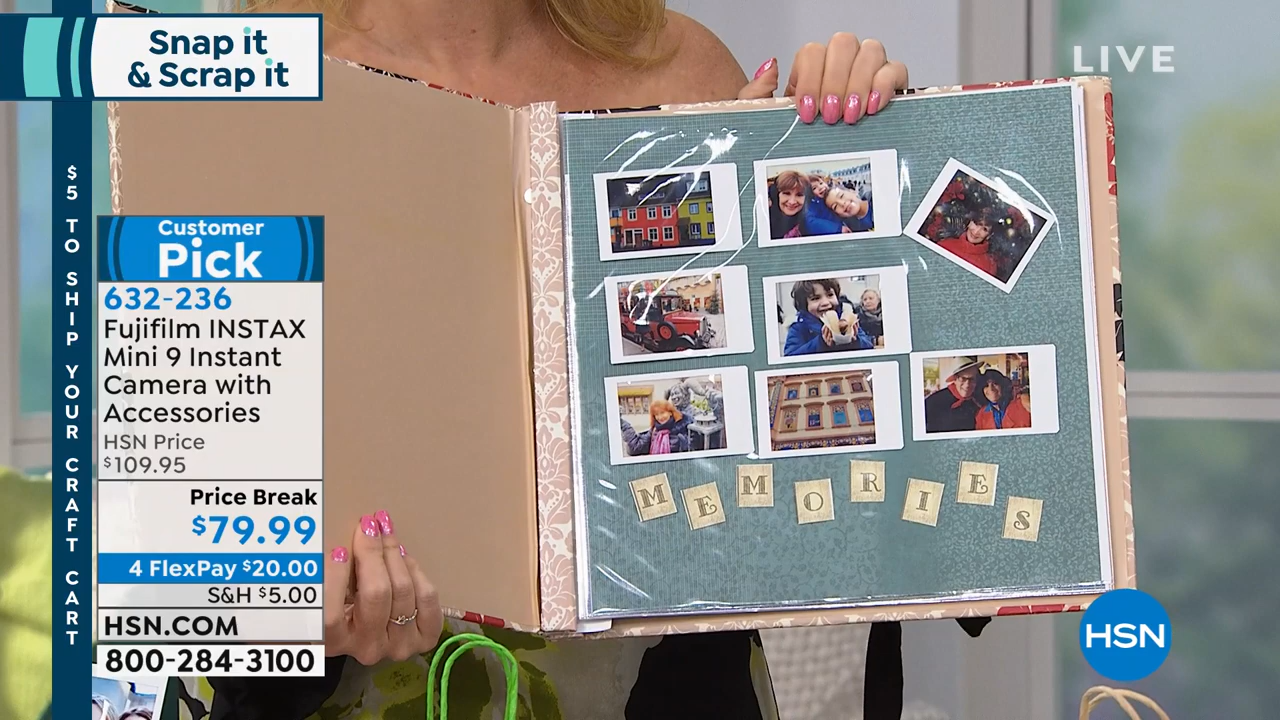 Snap it
& Scrap it
LIVE
$5 TO SHIP YOUR CRAFT CART
Customer
Pick
632-236
Fujifilm INSTAX
Mini 9 Instant
Camera with
Accessories
HSN Price
$109.95
Price Break
$79.99
4 FlexPay $20.00
S&H $5.00
HSN.COM
800-284-3100
MEMORIES
HSN